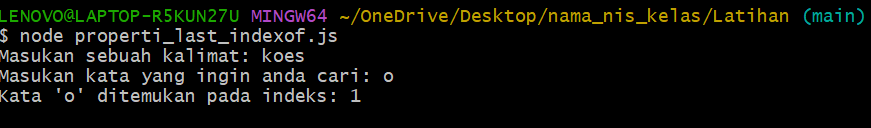 LENOVO@LAPTOP-R5KUN27U MINGW64 ~/OneDrive/Desktop/nama_nis_kelas/Latihan (main)
$ node properti_last_indexof.js
Masukan sebuah kalimat: koes
Masukan kata yang ingin anda cari: o
Kata 'o' ditemukan pada indeks: 1